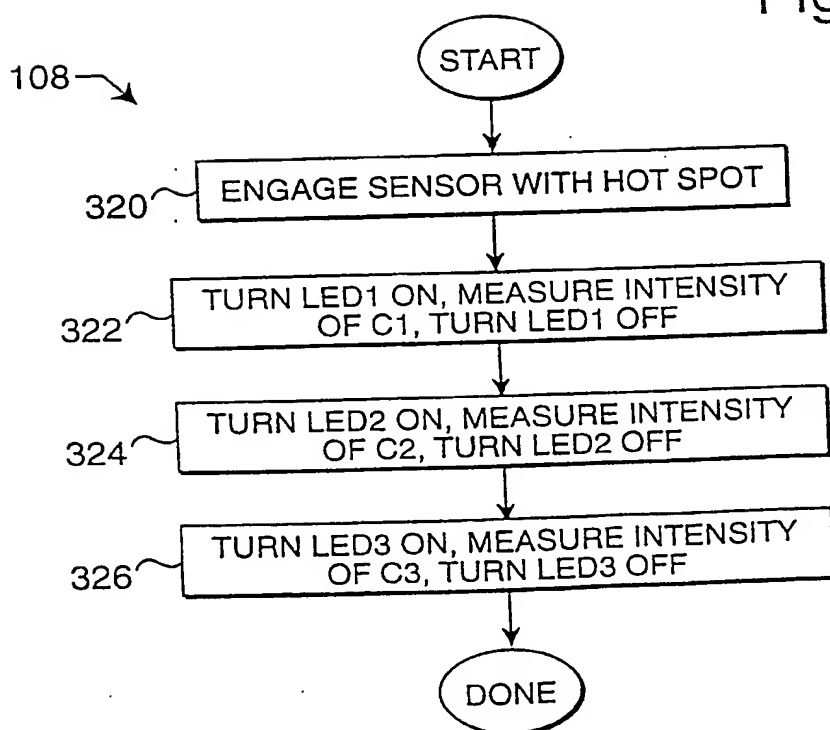 Fig
START
108
320
ENGAGE SENSOR WITH HOT SPOT
322
TURN LED1 ON, MEASURE INTENSITY
OF C1, TURN LED1 OFF
324
TURN LED2 ON, MEASURE INTENSITY
OF C2, TURN LED2 OFF
326
TURN LED3 ON, MEASURE INTENSITY
OF C3, TURN LED3 OFF
DONE